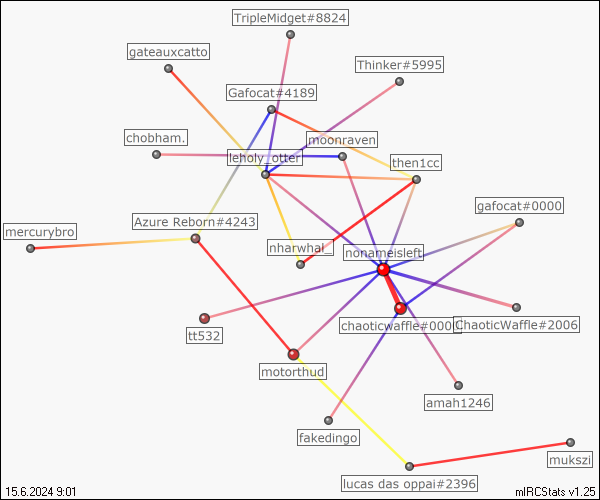 TripleMidget#8824
gateauxcatto
Thinker#5995
Gafocat#4189
chobham.
moonraven
leholy_otter
then1cc
gafocat#0000
Azure Reborn#4243
mercurybro
nharwhal_
nonameisleft
chaoticwaffle#000
ChaoticWaffle#2006
tt532
motorthud
amah1246
fakedingo
mukszi
lucas das oppai#2396
15.6.2024 9:01
mIRCStats v1.25